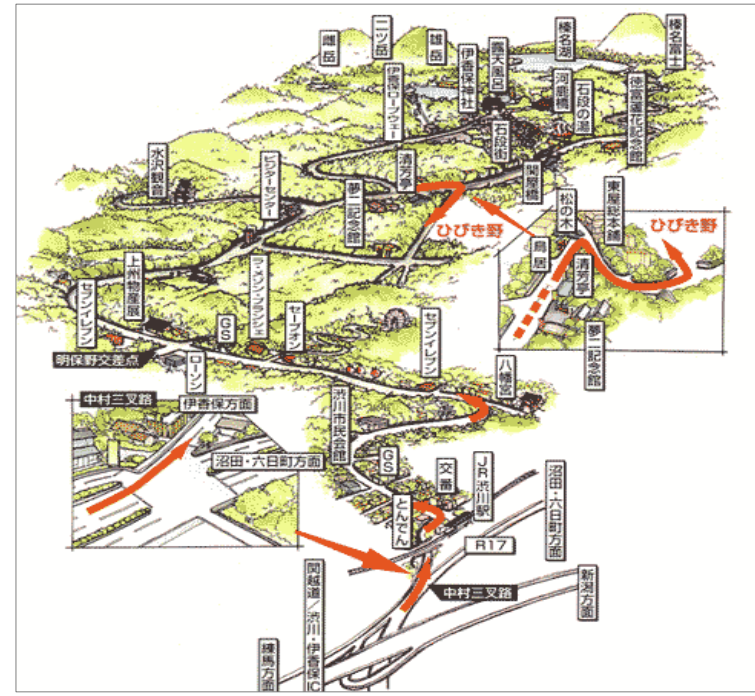 雌岳
二ツ岳
雄岳
露天風呂
榛名湖
榛名富士
伊香保ロープウェー
伊香保神社
河鹿橋
石段の湯
徳富蘆花記念館
水沢観音
ビジターセンター
夢二記念館
清芳亭
石段街
関屋橋
ひびき野
松の木
東屋総本舗
ひびき野
鳥居
清芳亭
夢二記念館
セブンイレブン
上州物産展
ラ・メゾン・ブランシェ
GS
セーブオン
セブンイレブン
明保野交差点
ローソン
八幡宮
中村三叉路
伊香保方面
沼田・六日町方面
渋川市民会館
GS
交番
JR渋川駅
とんでん
沼田・六日町方面
R17
中村三叉路
新潟方面
関越道/渋川・伊香保IC
練馬方面